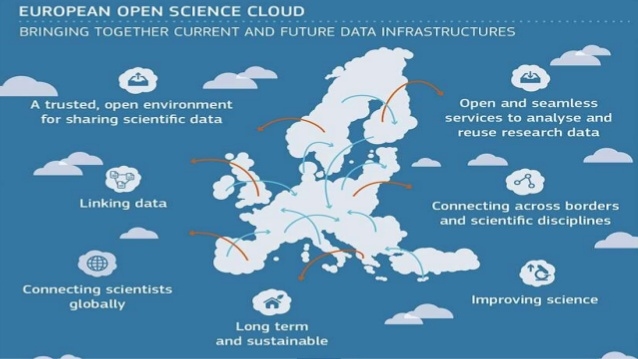 EUROPEAN OPEN SCIENCE CLOUD
BRINGING TOGETHER CURRENT AND FUTURE DATA INFRASTRUCTURES
A trusted, open environment
for sharing scientific data
Open and seamless
services to analyse and
reuse research data
Linking data
Connecting across borders
and scientific disciplines
Connecting scientists
globally
Improving science
Long term
and sustainable